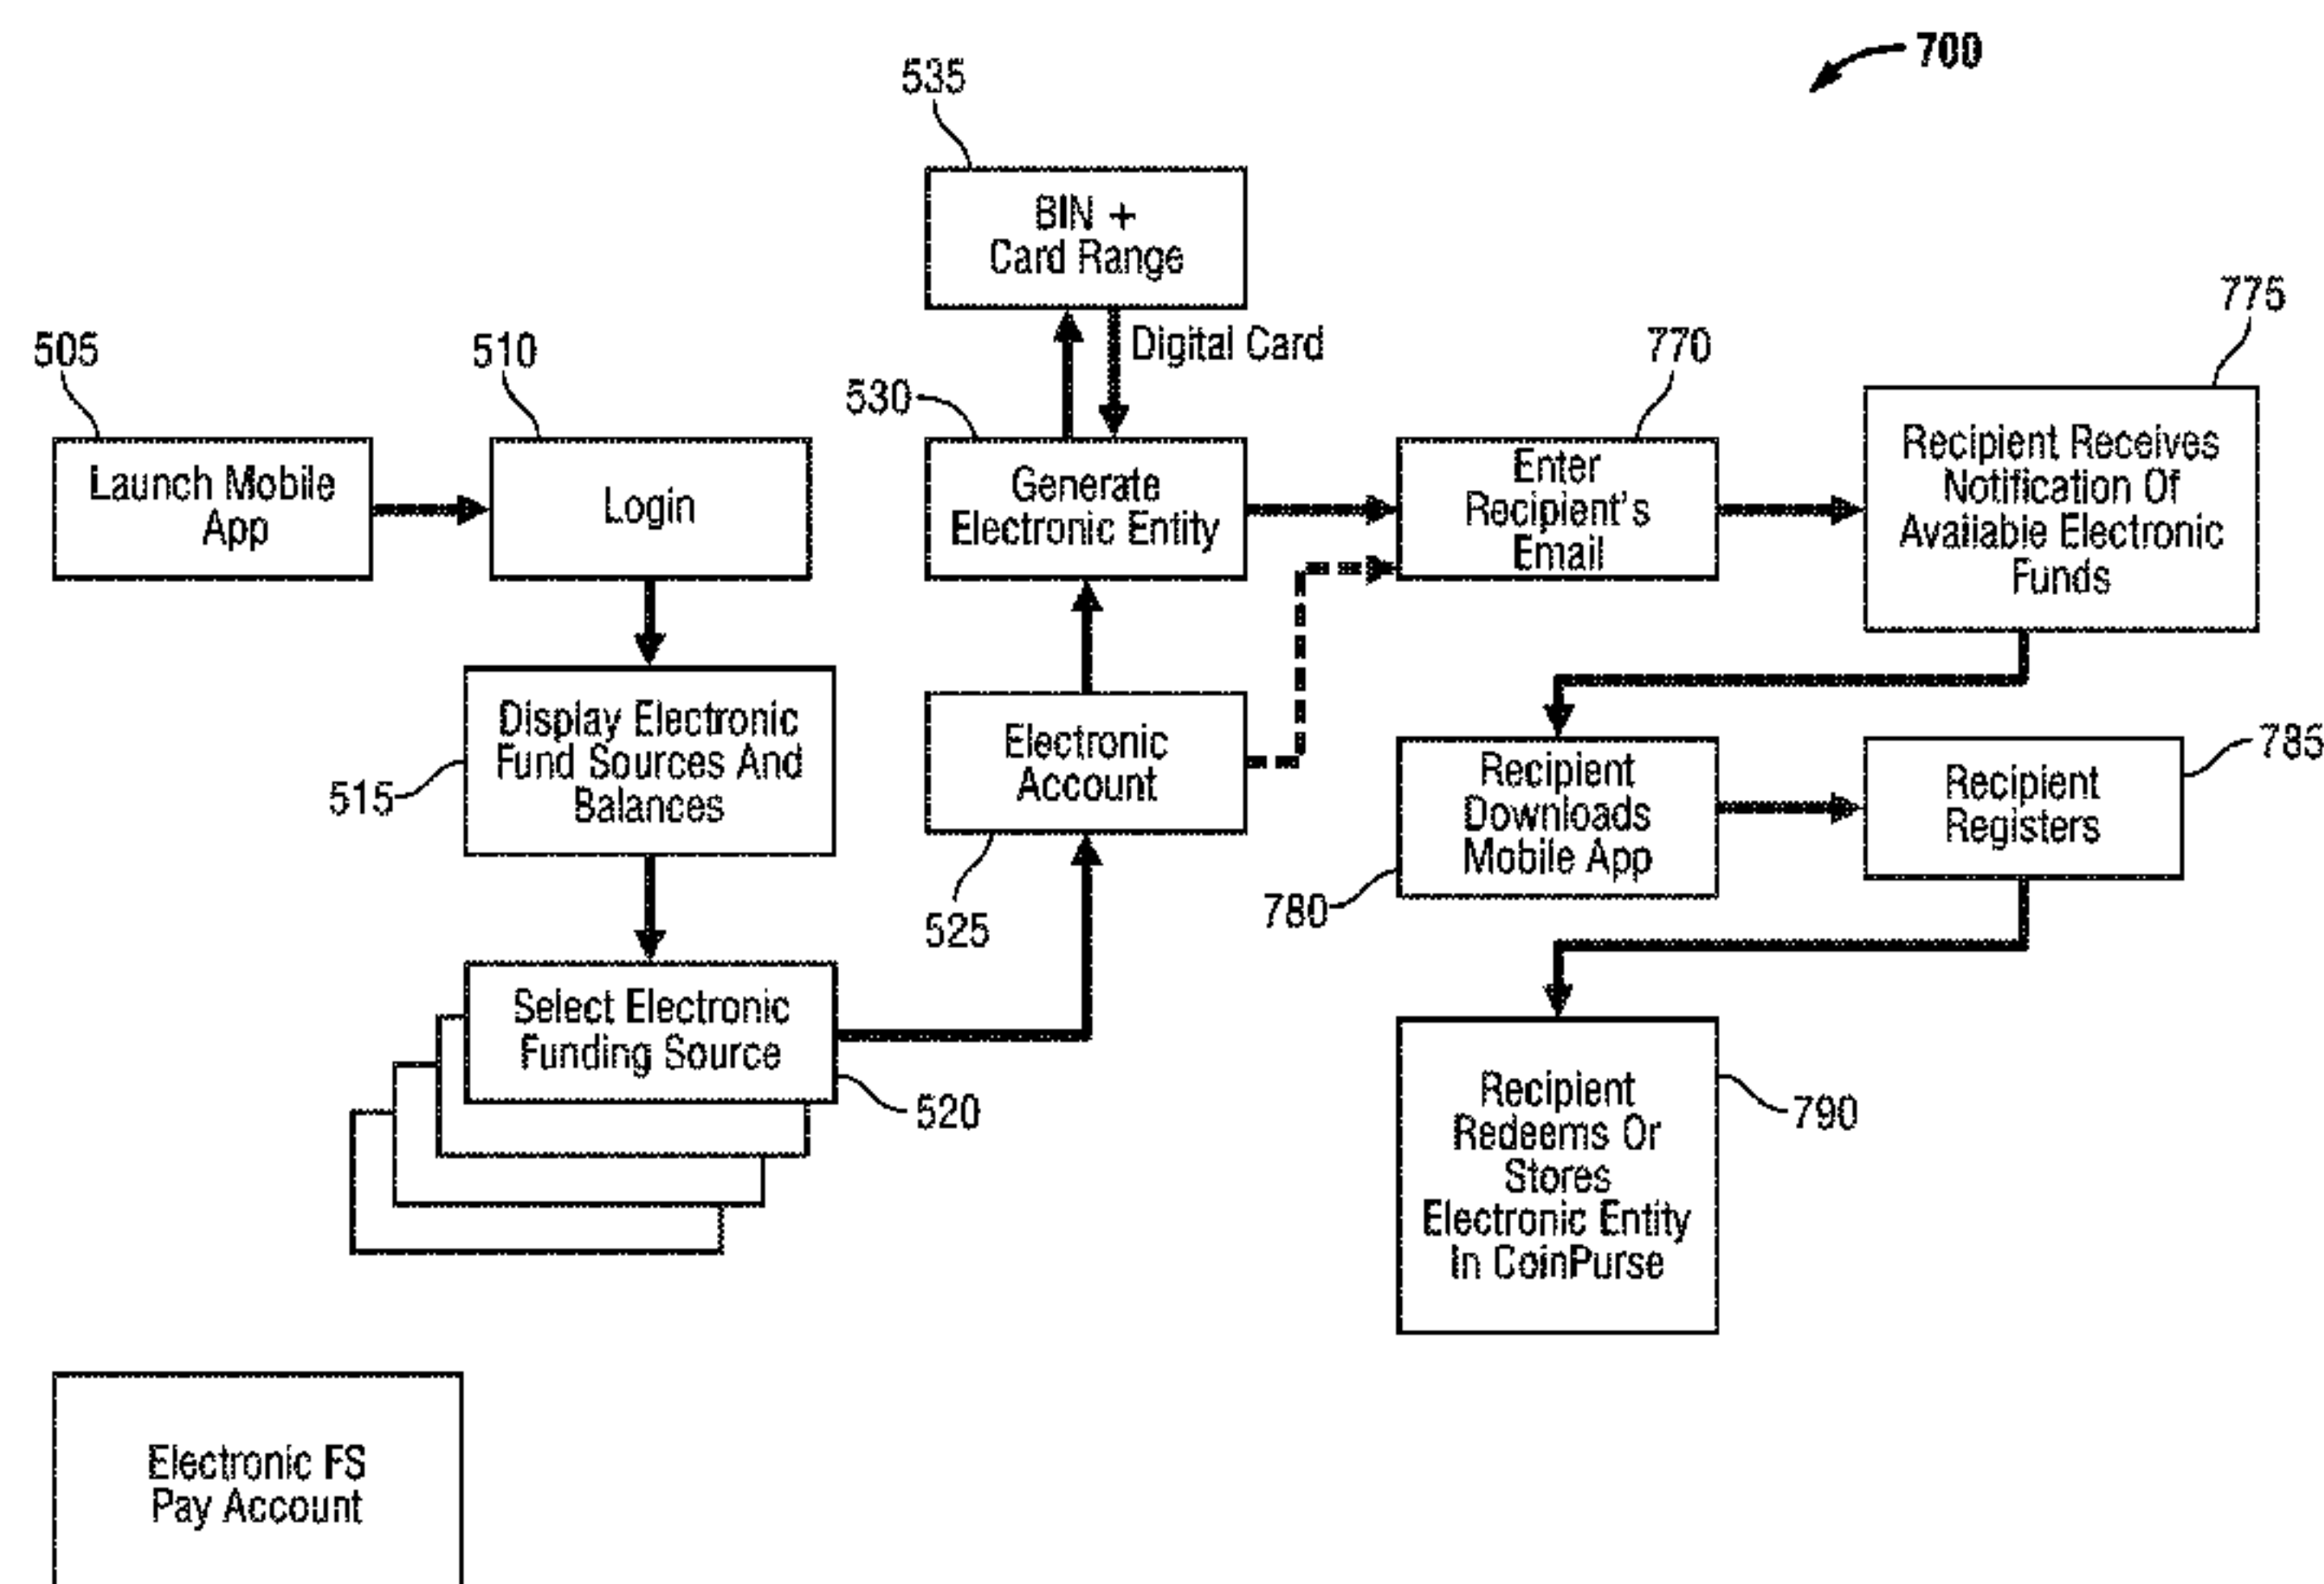 700
535
BIN +
Card Range
Digital Card
775
505
510
530
770
Launch Mobile
App
Login
Generate
Electronic Entity
Enter
Recipient's
Email
Recipient Receives
Notification Of
Available Electronic
Funds
515
Display Electronic
Fund Sources And
Balances
Electronic
Account
525
Recipient
Downloads
Mobile App
780
Recipient
Registers
785
Select Electronic
Funding Source
520
Recipient
Redeems Or
Stores
Electronic Entity
In CoinPurse
790
Electronic FS
Pay Account